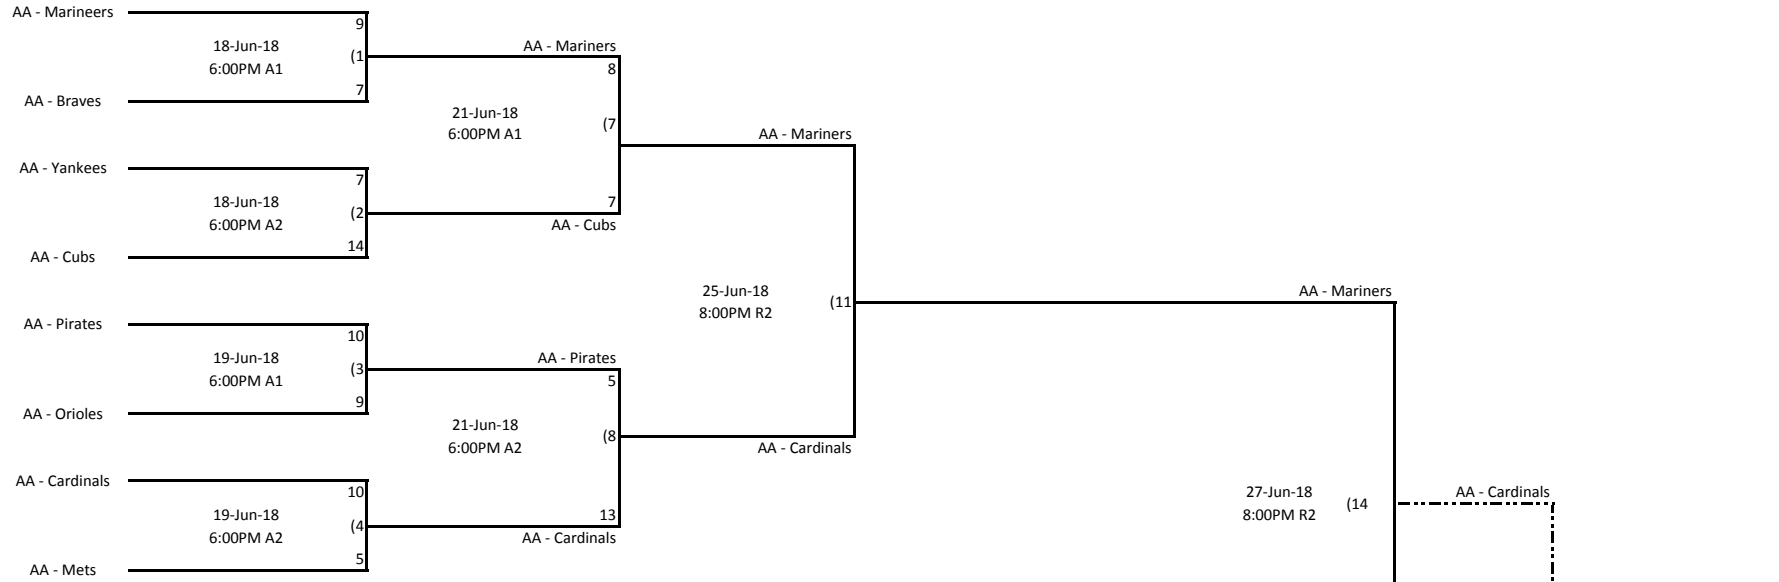 AA - Marineers
9
18-Jun-18
AA - Mariners
6:00PM A1
(1
8
7
AA - Braves
21-Jun-18
6:00PM A1
(7
AA - Mariners
AA - Yankees
7
18-Jun-18
7
6:00PM A2
(2
AA - Cubs
14
AA - Cubs
25-Jun-18
8:00PM R2
(11
AA - Mariners
AA - Pirates
10
19-Jun-18
AA - Pirates
6:00PM A1
(3
5
9
AA - Orioles
21-Jun-18
6:00PM A2
(8
AA - Cardinals
AA - Cardinals
10
19-Jun-18
13
6:00PM A2
(4
AA - Cardinals
5
AA - Mets
27-Jun-18
8:00PM R2
(14
AA - Cardinals